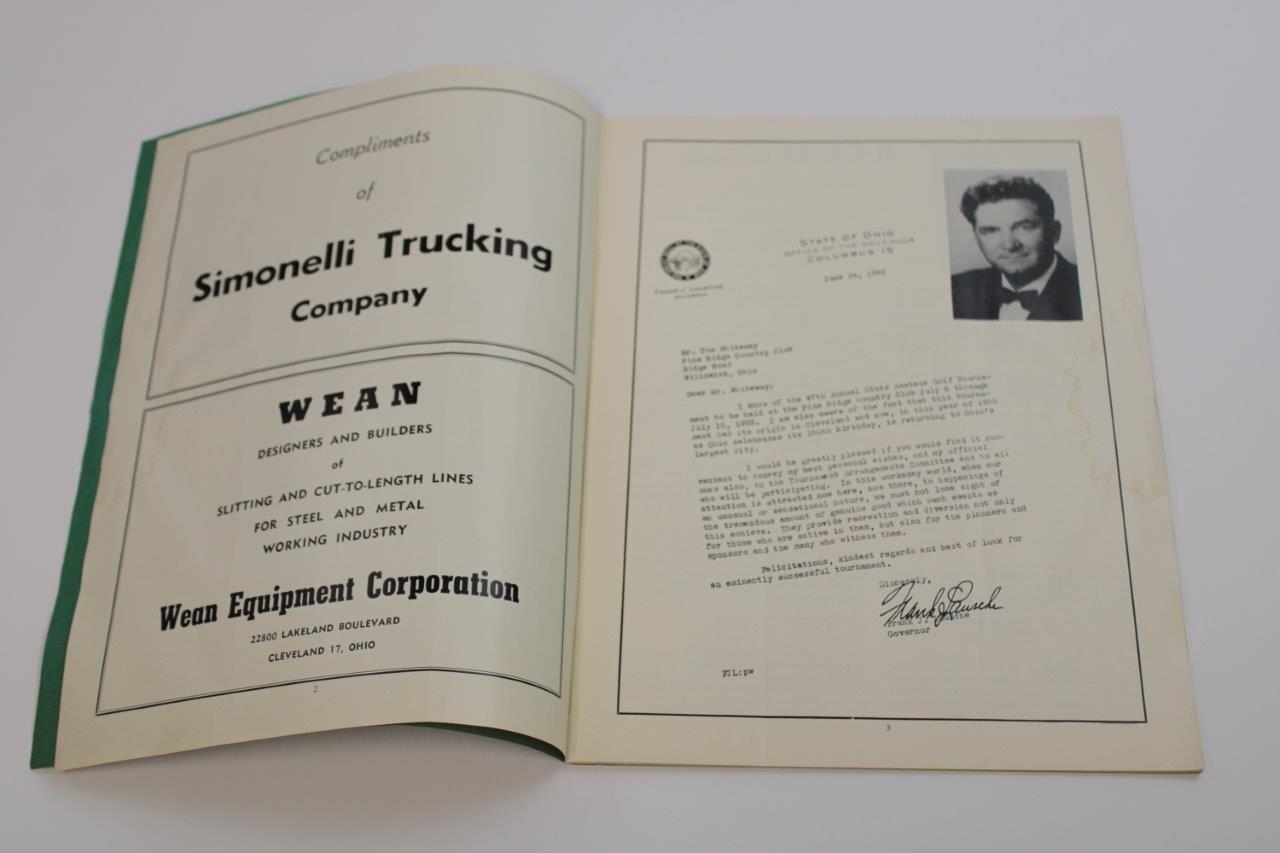 Compliments
of
Simonelli Trucking
Company
WEAN
DESIGNERS AND BUILDERS
of
SLITTING AND CUT-TO-LENGTH LINES
FOR STEEL AND METAL
WORKING INDUSTRY
Wean Equipment Corporation
22800 LAKELAND BOULEVARD
CLEVELAND 17, OHIO
2
STATE OF OHIO
OFFICE OF THE GOVERNOR
COLUMBUS 15
June 24, 1953
FRANK J. LAUSCHE
GOVERNOR
Mr. Tom Whiteway
Pine Ridge Country Club
Ridge Road
Willowick, Ohio
Dear Mr. Whiteway:
I know of the 47th Annual State Amateur Golf Tourna-
ment to be held at the Pine Ridge Country Club July 6 through
July 10, 1953. I am also aware of the fact that this tourna-
ment had its origin in Cleveland and now, in this year of 1953
as Ohio celebrates its 150th Birthday, is returning to Ohio's
largest city.
I would be greatly pleased if you would find it con-
venient to convey my best personal wishes, and my official
ones also, to the Tournament Arrangements Committee and to all
who will be participating. In this workaday world, when our
attention is attracted now here, now there, to happenings of
an unusual or sensational nature, we must not lose sight of
the tremendous amount of genuine good which such events as
this achieve. They provide recreation and diversion not only
for those who are active in them, but also for the planners and
sponsors and the many who witness them.
Felicitations, kindest regards and best of luck for
an eminently successful tournament.
Sincerely,
Frank J. Lausche
Frank J. Lausche
Governor
FJL:pw
3